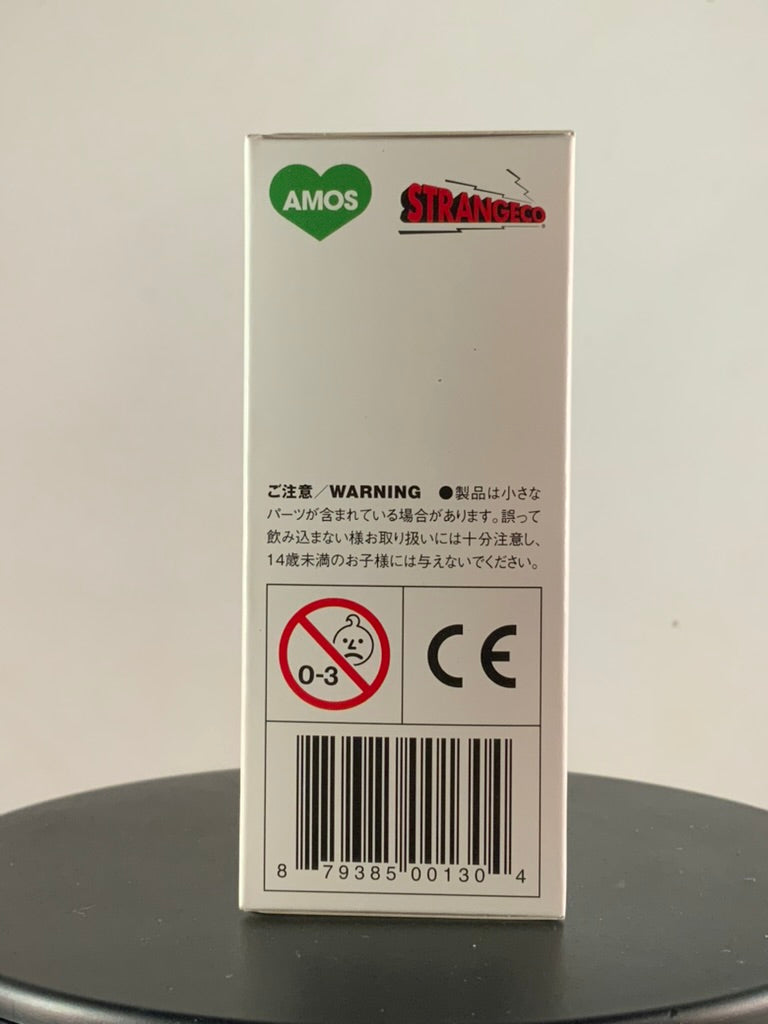 AMOS
STRANGECO
ご注意／WARNING ●製品は小さな
パーツが含まれている場合があります。誤って
飲み込まない様お取り扱いには十分注意し、
14歳未満のお子様には与えないでください。
0-3
CE
8 79385 00130 4